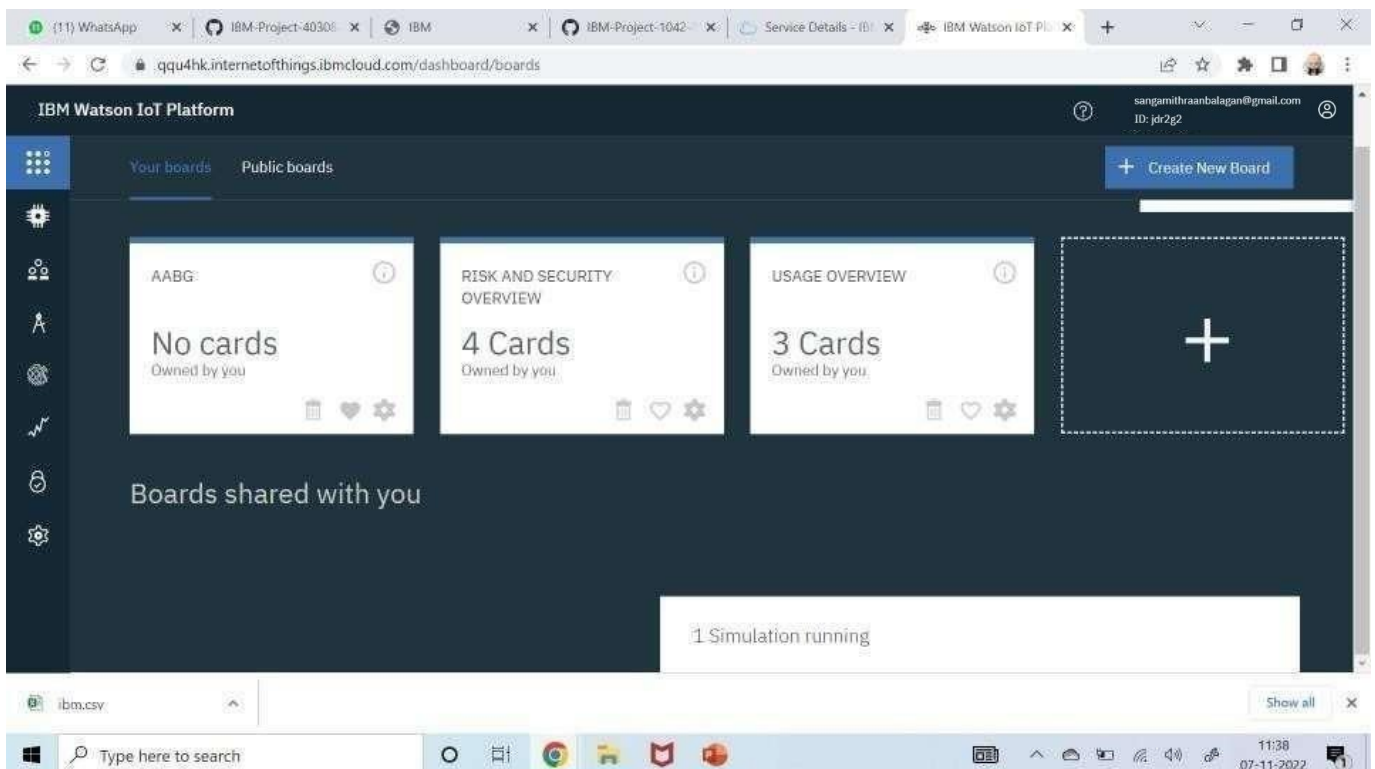 (11) WhatsApp
IBM-Project-40308
IBM
IBM-Project-1042-
Service Details - IB
IBM Watson IoT Pl
qqu4hk.internetofthings.ibmcloud.com/dashboard/boards
IBM Watson IoT Platform
sangamithraanbalagan@gmail.com
ID: jdr2g2
Your boards
Public boards
+ Create New Board
AABG
No cards
Owned by you
RISK AND SECURITY
OVERVIEW
4 Cards
Owned by you
USAGE OVERVIEW
3 Cards
Owned by you
Boards shared with you
1 Simulation running
ibm.csv
Show all
Type here to search
11:38
07-11-2022